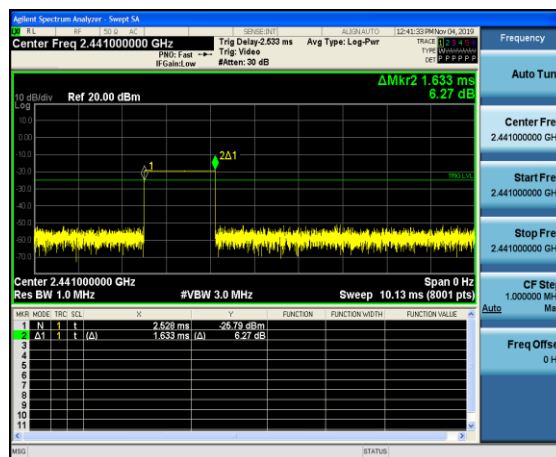 Agilent Spectrum Analyzer - Swept SA
RL RF 50 Ω AC SENSE:INT ALIGN AUTO 12:41:33 PM Nov 04, 2019
Center Freq 2.441000000 GHz
Trig Delay-2.533 ms
Avg Type: Log-Pwr
TRACE 1 2 3 4 5 6
PNO: Fast
Trig: Video
TYPE
IFGain:Low
#Atten: 30 dB
DET P P P P P P
ΔMkr2 1.633 ms
6.27 dB
10 dB/div Ref 20.00 dBm
Log
10.0
0.00
-10.0
-20.0
-30.0
-40.0
-50.0
-60.0
-70.0
1
2Δ1
TRIG LVL
Center 2.441000000 GHz Span 0 Hz
Res BW 1.0 MHz #VBW 3.0 MHz Sweep 10.13 ms (8001 pts)
MKR MODE TRC SCL X Y FUNCTION FUNCTION WIDTH FUNCTION VALUE
1 N 1 t 2.528 ms -25.79 dBm
2 Δ1 1 t (Δ) 1.633 ms (Δ) 6.27 dB
3
4
5
6
7
8
9
10
11
MSG STATUS
Frequency
Auto Tun
Center Fre
2.441000000 GH
Start Fre
2.441000000 GH
Stop Fre
2.441000000 GH
CF Ste
1.000000 MH
Auto Ma
Freq Offse
0 H